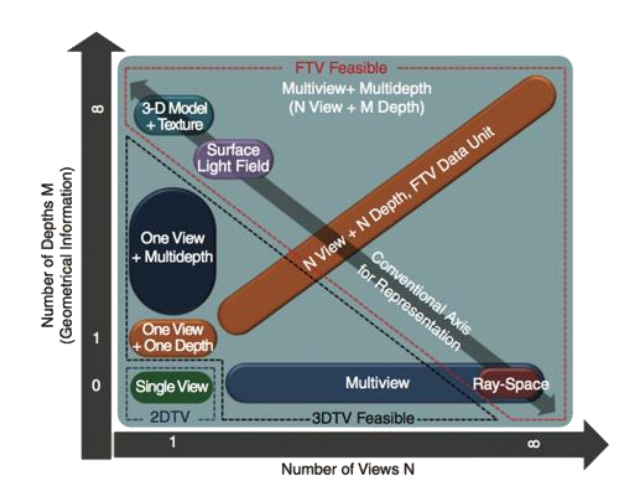 FTV Feasible
Multiview+ Multidepth
(N View + M Depth)
3-D Model
+ Texture
Surface
Light Field
N View + N Depth, FTV Data Unit
One View
+ Multidepth
Conventional Axis
for Representation
One View
+ One Depth
Single View
Multiview
Ray-Space
2DTV
3DTV Feasible
Number of Depths M
(Geometrical Information)
∞
1
0
1
∞
Number of Views N